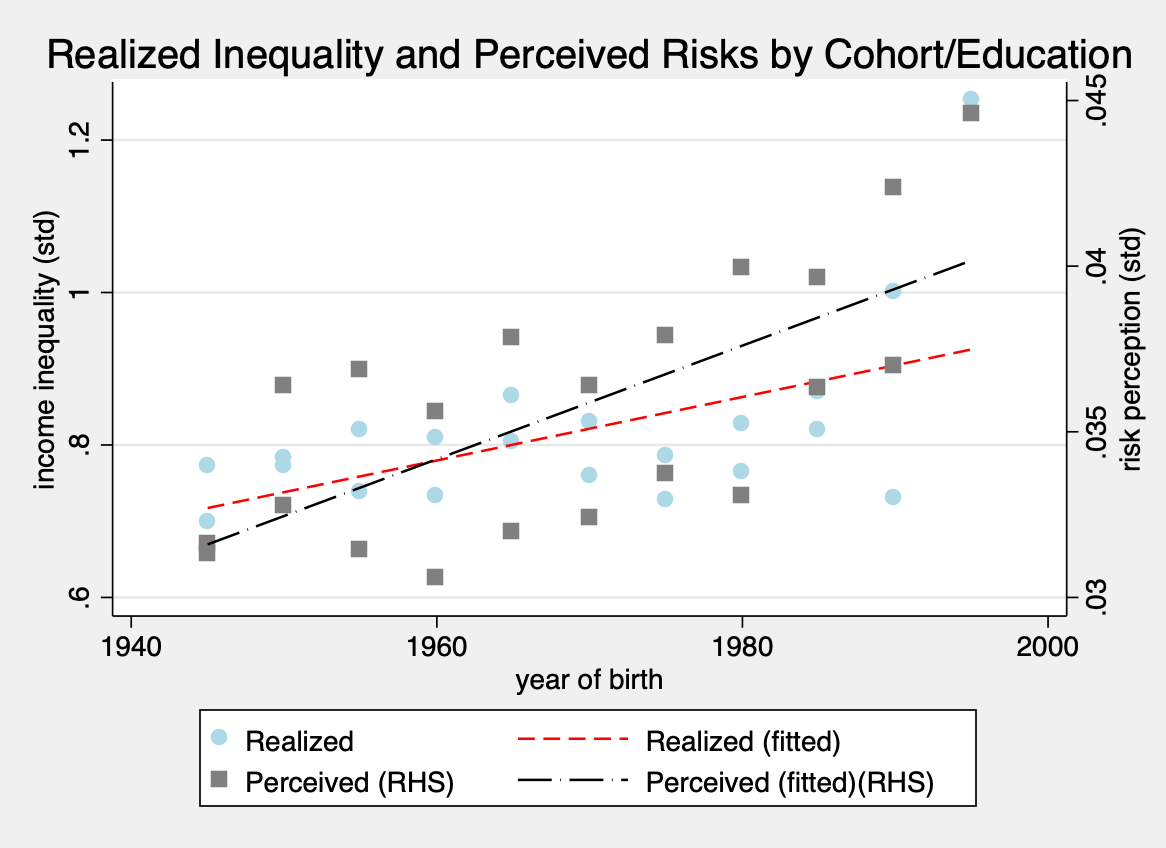 Realized Inequality and Perceived Risks by Cohort/Education
income inequality (std)
1.2
1
.8
.6
.045
.04
.035
.03
risk perception (std)
1940
1960
1980
2000
year of birth
Realized
Realized (fitted)
Perceived (RHS)
Perceived (fitted)(RHS)